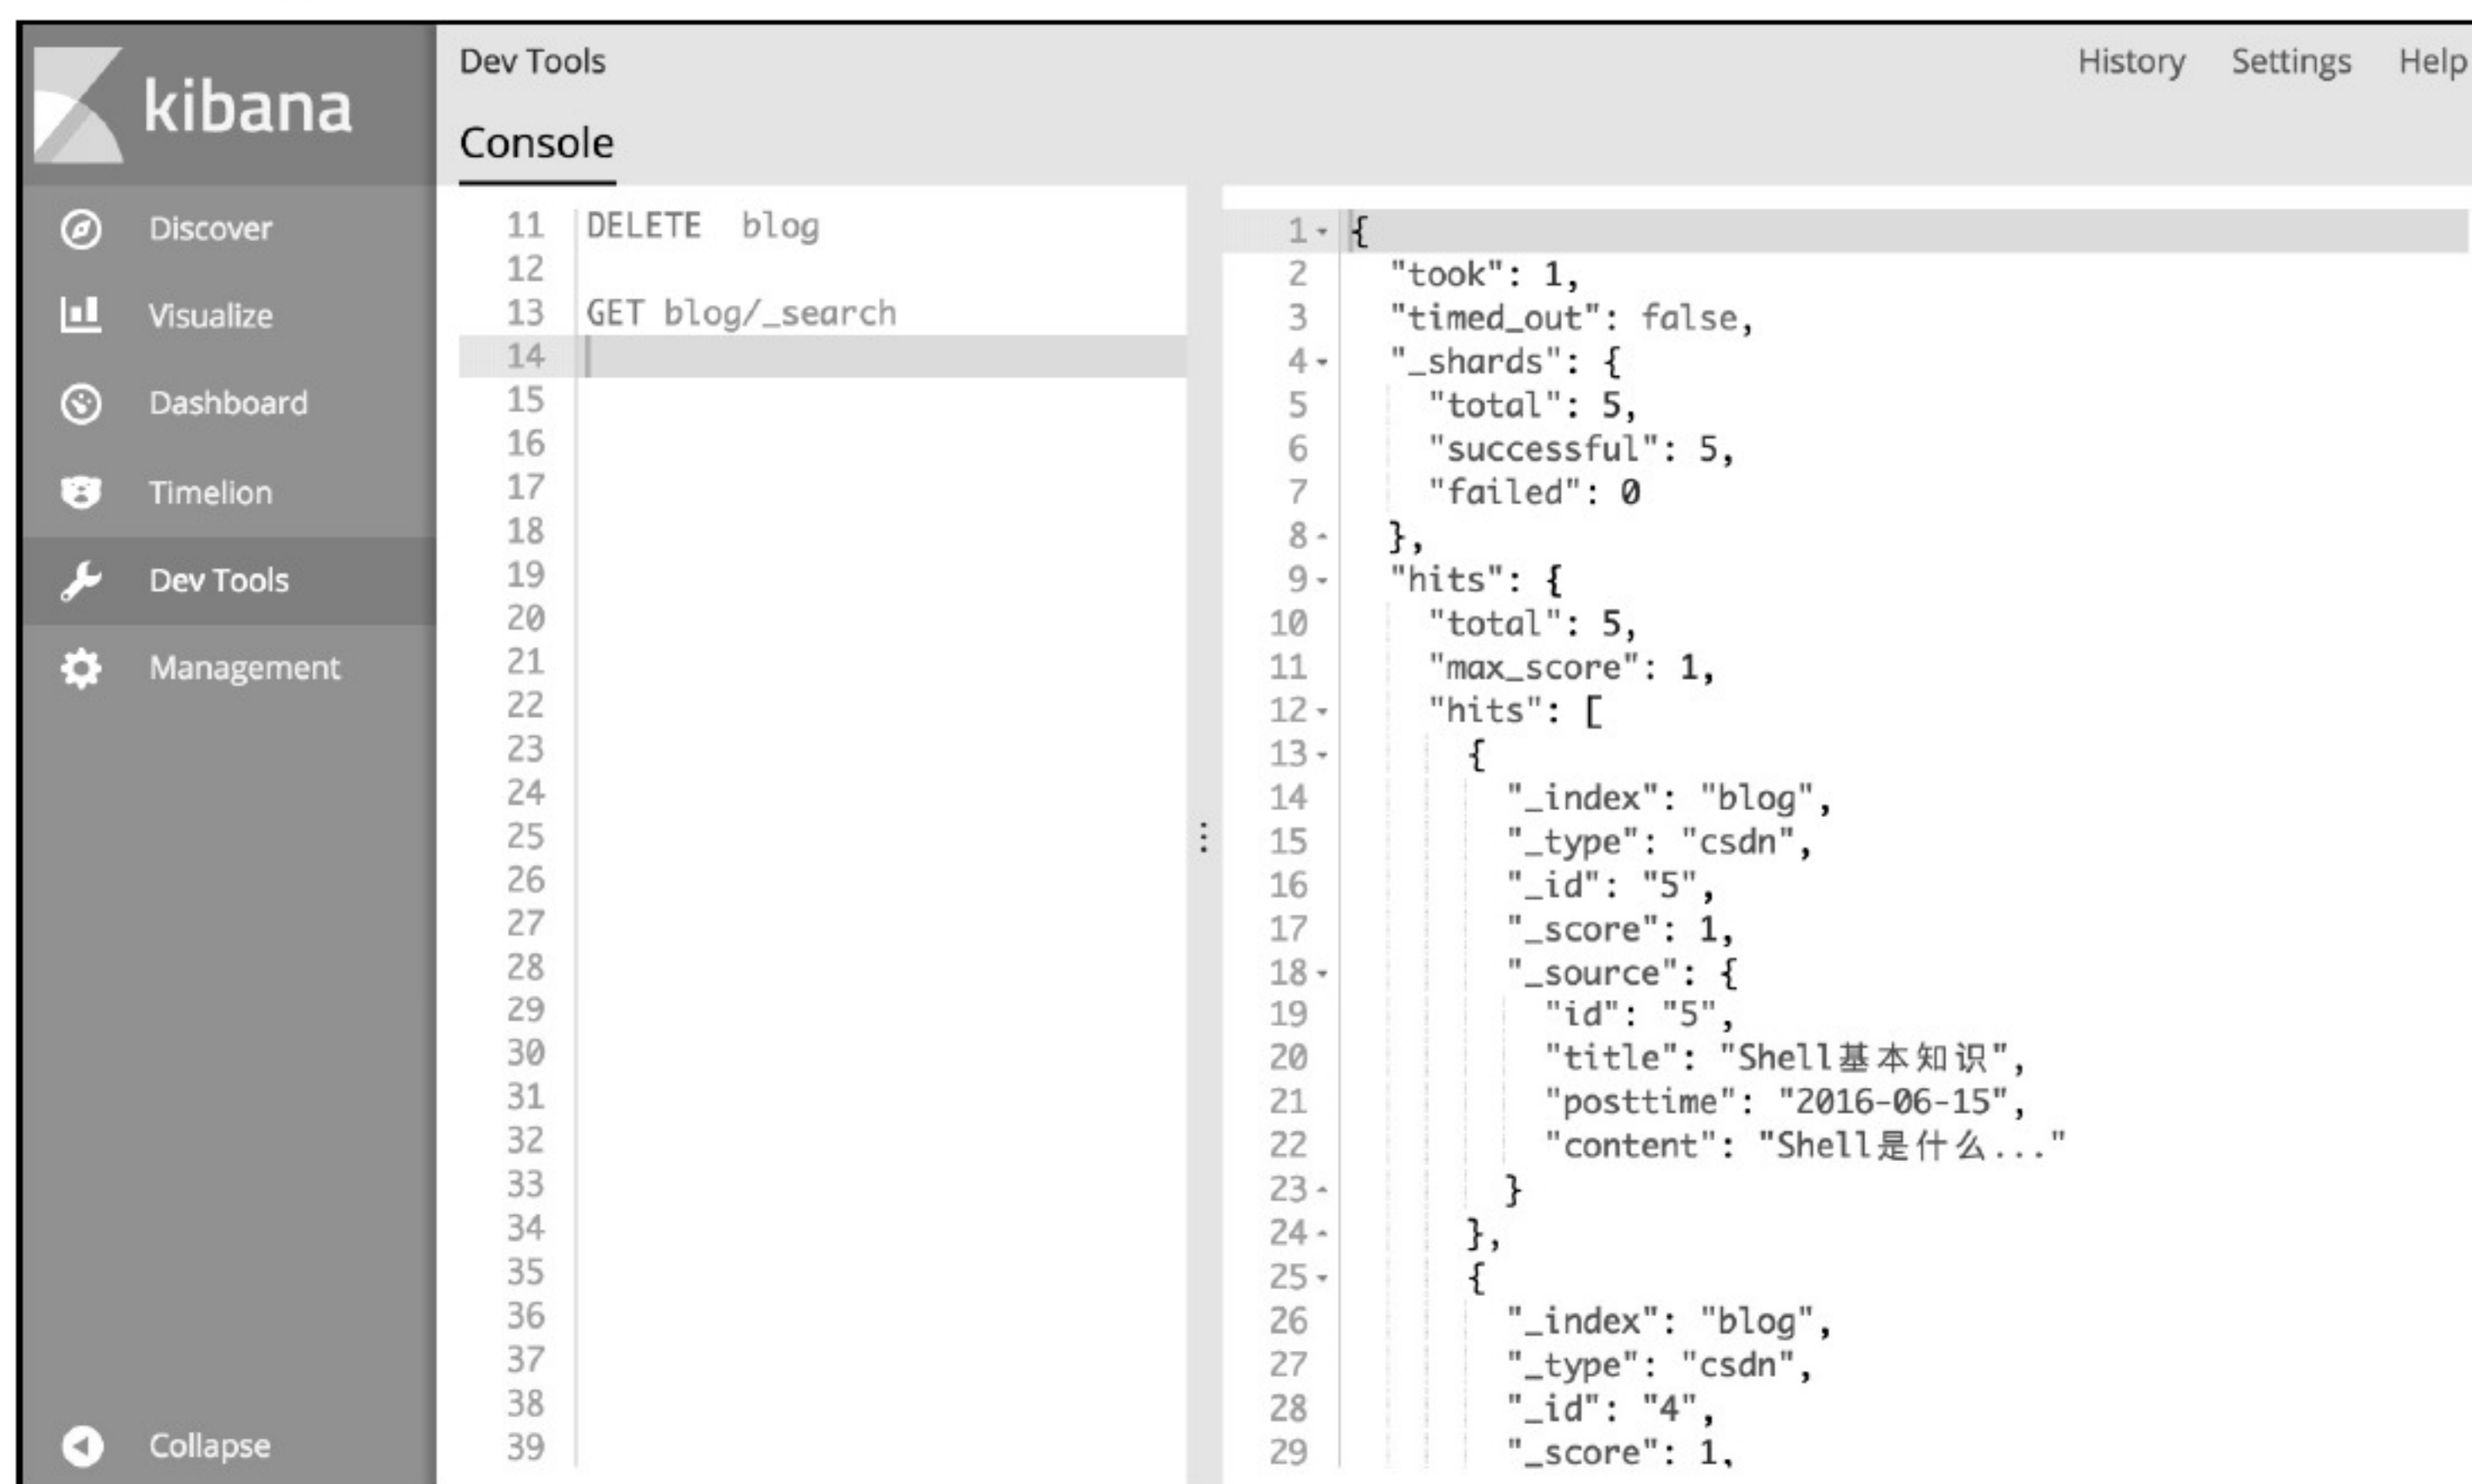 kibana
Discover
Visualize
Dashboard
Timelion
Dev Tools
Management
Collapse
Dev Tools
History Settings Help
Console
11 DELETE  blog
12
13 GET blog/_search
14
15
16
17
18
19
20
21
22
23
24
25
26
27
28
29
30
31
32
33
34
35
36
37
38
39
1 {
2 "took": 1,
3 "timed_out": false,
4 "_shards": {
5 "total": 5,
6 "successful": 5,
7 "failed": 0
8 },
9 "hits": {
10 "total": 5,
11 "max_score": 1,
12 "hits": [
13 {
14 "_index": "blog",
15 "_type": "csdn",
16 "_id": "5",
17 "_score": 1,
18 "_source": {
19 "id": "5",
20 "title": "Shell基本知识",
21 "posttime": "2016-06-15",
22 "content": "Shell是什么..."
23 }
24 },
25 {
26 "_index": "blog",
27 "_type": "csdn",
28 "_id": "4",
29 "_score": 1,